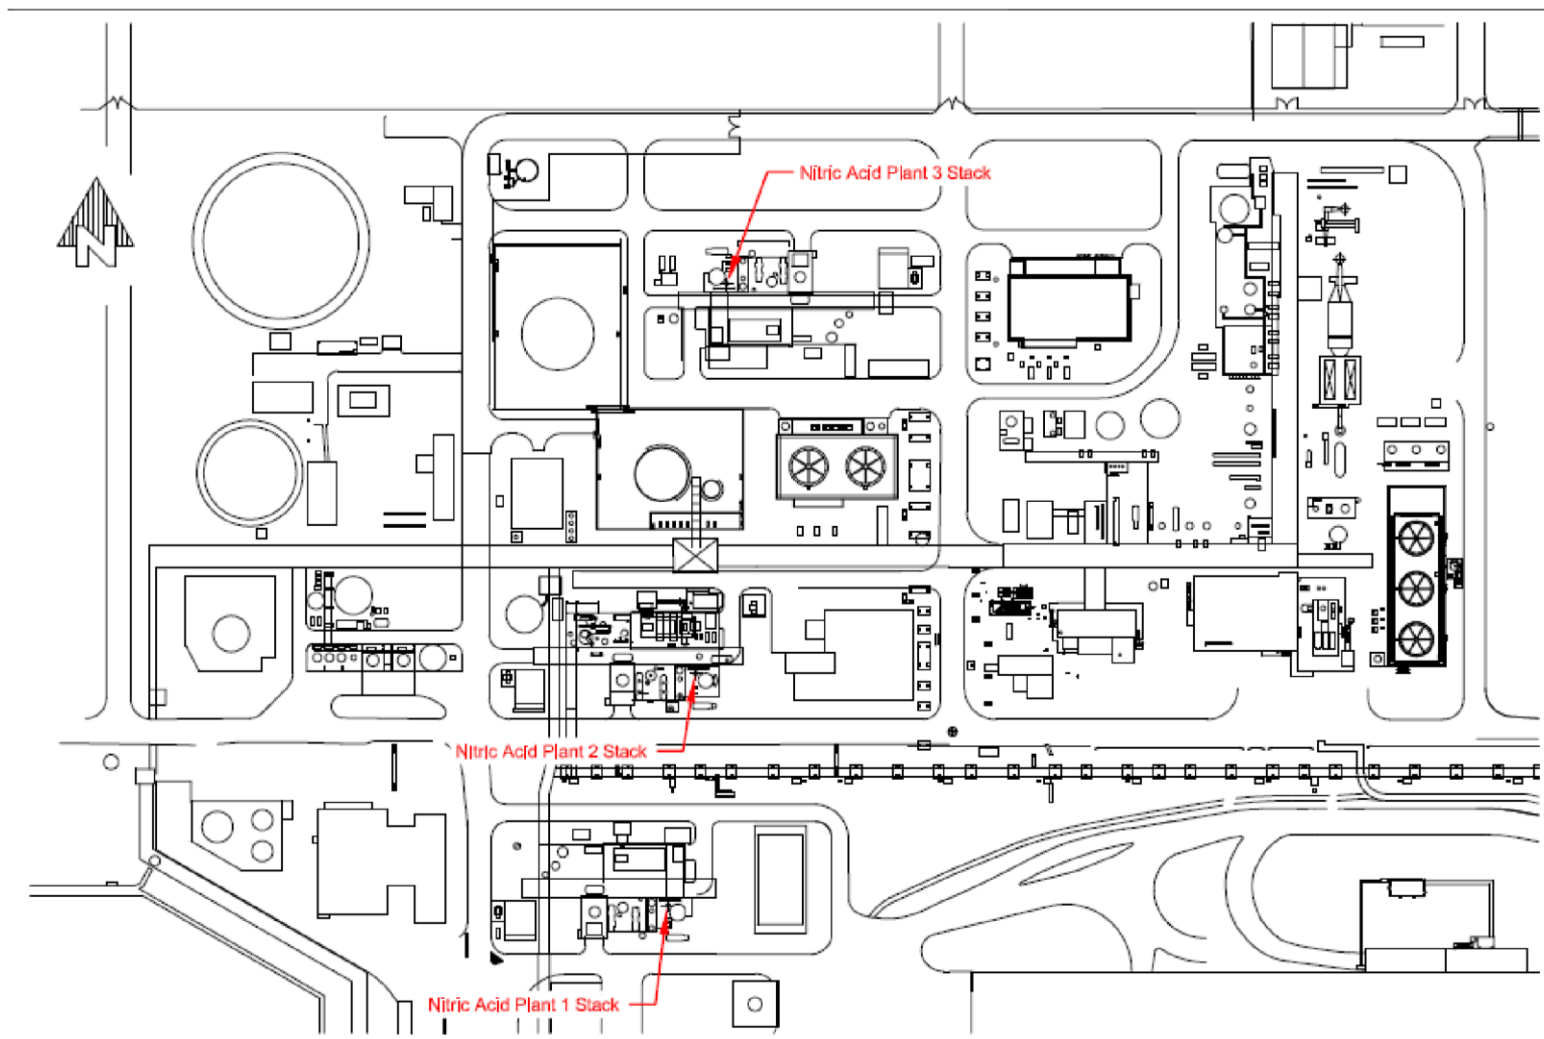 Nitric Acid Plant 3 Stack
N
Nitric Acid Plant 2 Stack
Nitric Acid Plant 1 Stack